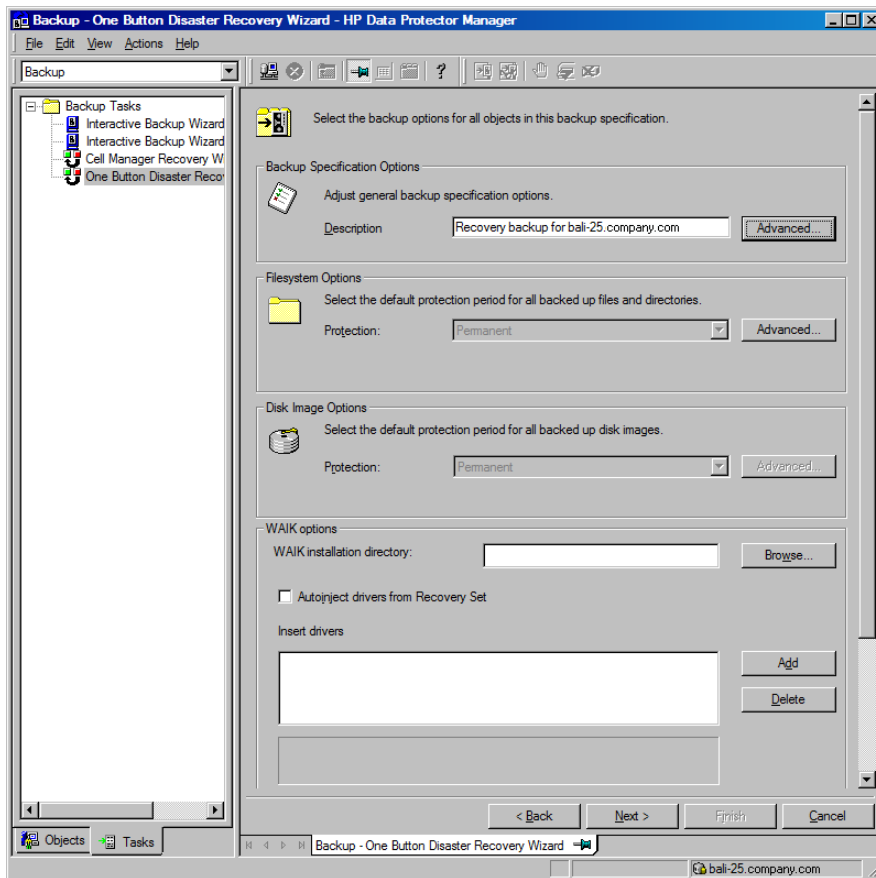 Backup - One Button Disaster Recovery Wizard - HP Data Protector Manager
File Edit View Actions Help
Backup
Backup Tasks
Interactive Backup Wizard
Interactive Backup Wizard
Cell Manager Recovery W
One Button Disaster Reco
Select the backup options for all objects in this backup specification.
Backup Specification Options
Adjust general backup specification options.
Description Recovery backup for bali-25.company.com Advanced...
Filesystem Options
Select the default protection period for all backed up files and directories.
Protection: Permanent Advanced...
Disk Image Options
Select the default protection period for all backed up disk images.
Protection: Permanent Advanced...
WAIK options
WAIK installation directory: Browse...
Autoinject drivers from Recovery Set
Insert drivers
Add
Delete
< Back Next > Finish Cancel
Objects Tasks
Backup - One Button Disaster Recovery Wizard
bali-25.company.com